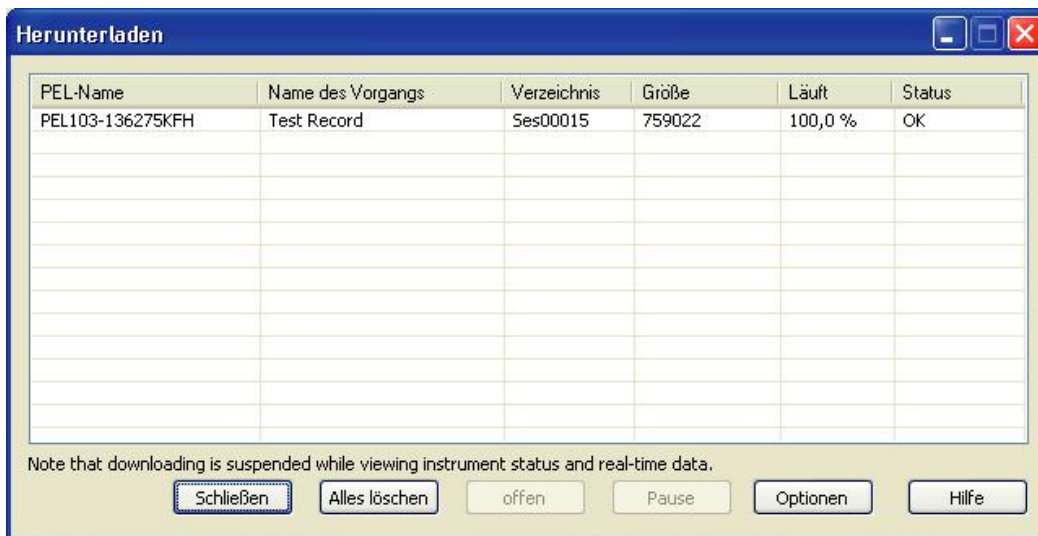 Herunterladen
PEL-Name Name des Vorgangs Verzeichnis Größe Läuft Status
PEL103-136275KFH Test Record Ses00015 759022 100,0 % OK
Note that downloading is suspended while viewing instrument status and real-time data.
Schließen Alles löschen offen Pause Optionen Hilfe